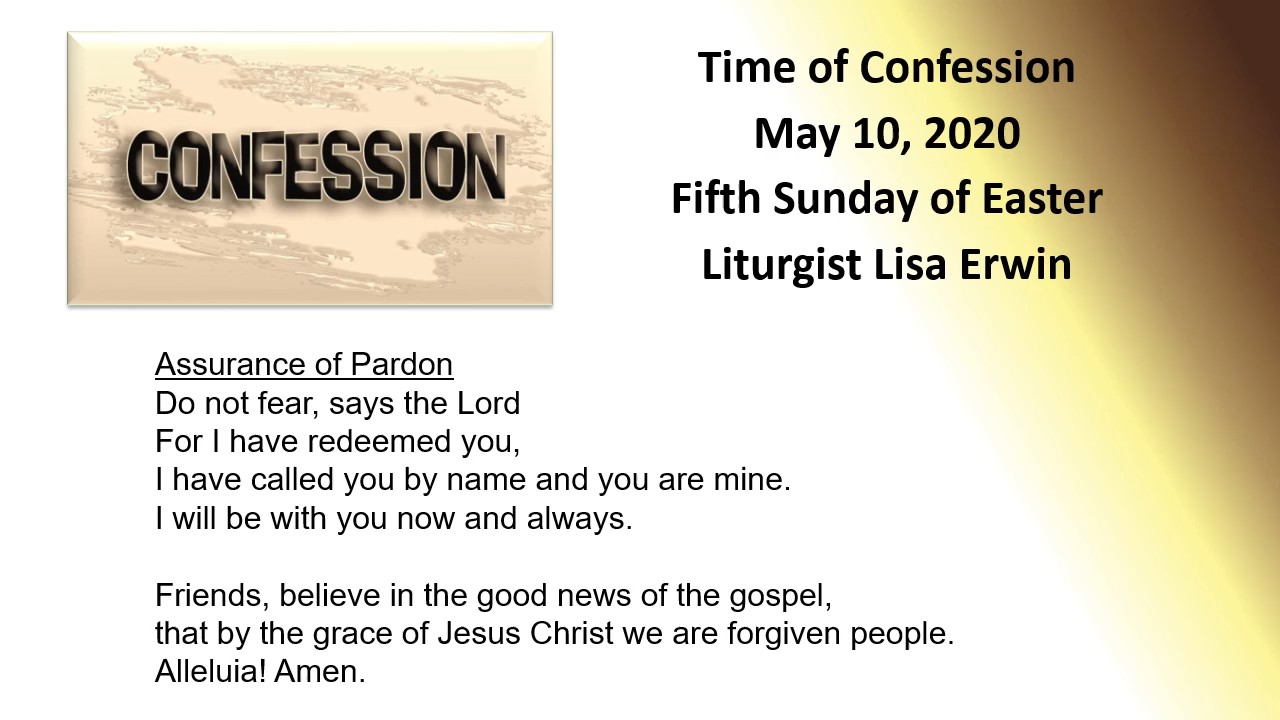 CONFESSION
Time of Confession
May 10, 2020
Fifth Sunday of Easter
Liturgist Lisa Erwin
Assurance of Pardon
Do not fear, says the Lord
For I have redeemed you,
I have called you by name and you are mine.
I will be with you now and always.
Friends, believe in the good news of the gospel,
that by the grace of Jesus Christ we are forgiven people.
Alleluia! Amen.